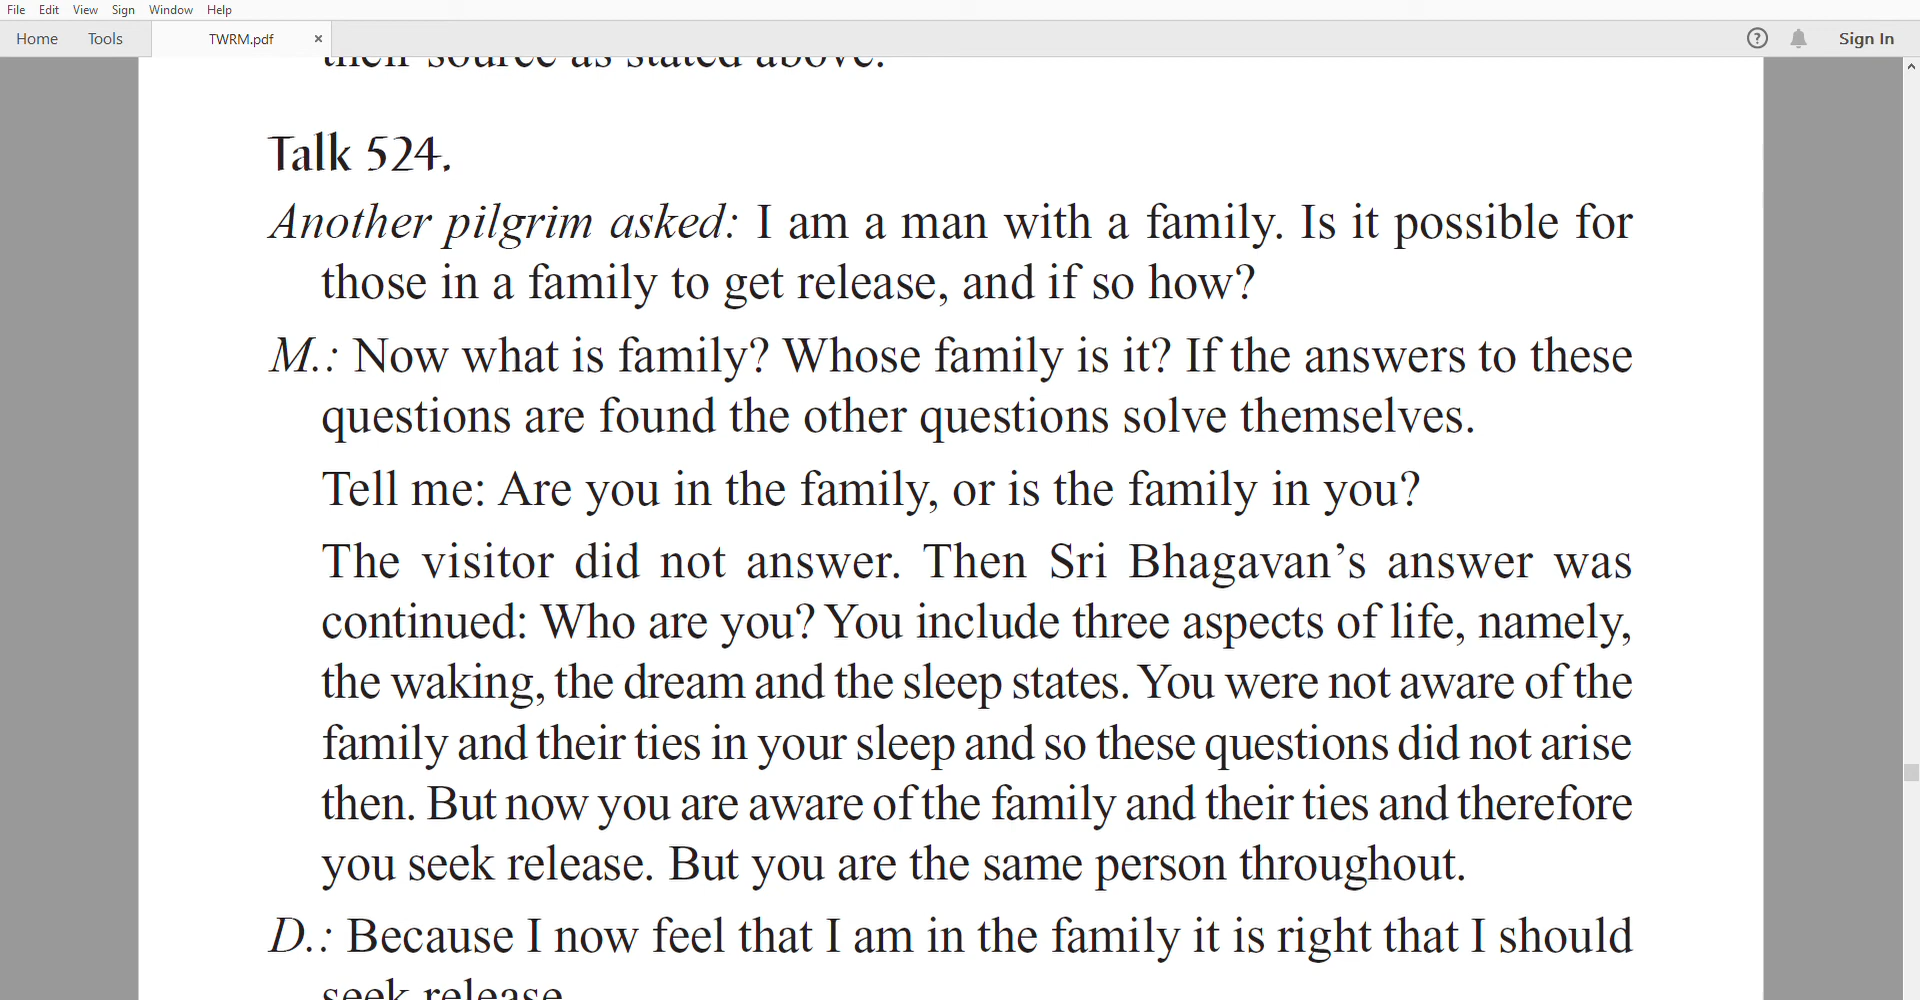 File Edit View Sign Window Help
Home Tools TWRM.pdf × ? Sign In
their source as stated above.
Talk 524.
Another pilgrim asked: I am a man with a family. Is it possible for
those in a family to get release, and if so how?
M.: Now what is family? Whose family is it? If the answers to these
questions are found the other questions solve themselves.
Tell me: Are you in the family, or is the family in you?
The visitor did not answer. Then Sri Bhagavan’s answer was
continued: Who are you? You include three aspects of life, namely,
the waking, the dream and the sleep states. You were not aware of the
family and their ties in your sleep and so these questions did not arise
then. But now you are aware of the family and their ties and therefore
you seek release. But you are the same person throughout.
D.: Because I now feel that I am in the family it is right that I should
seek release.